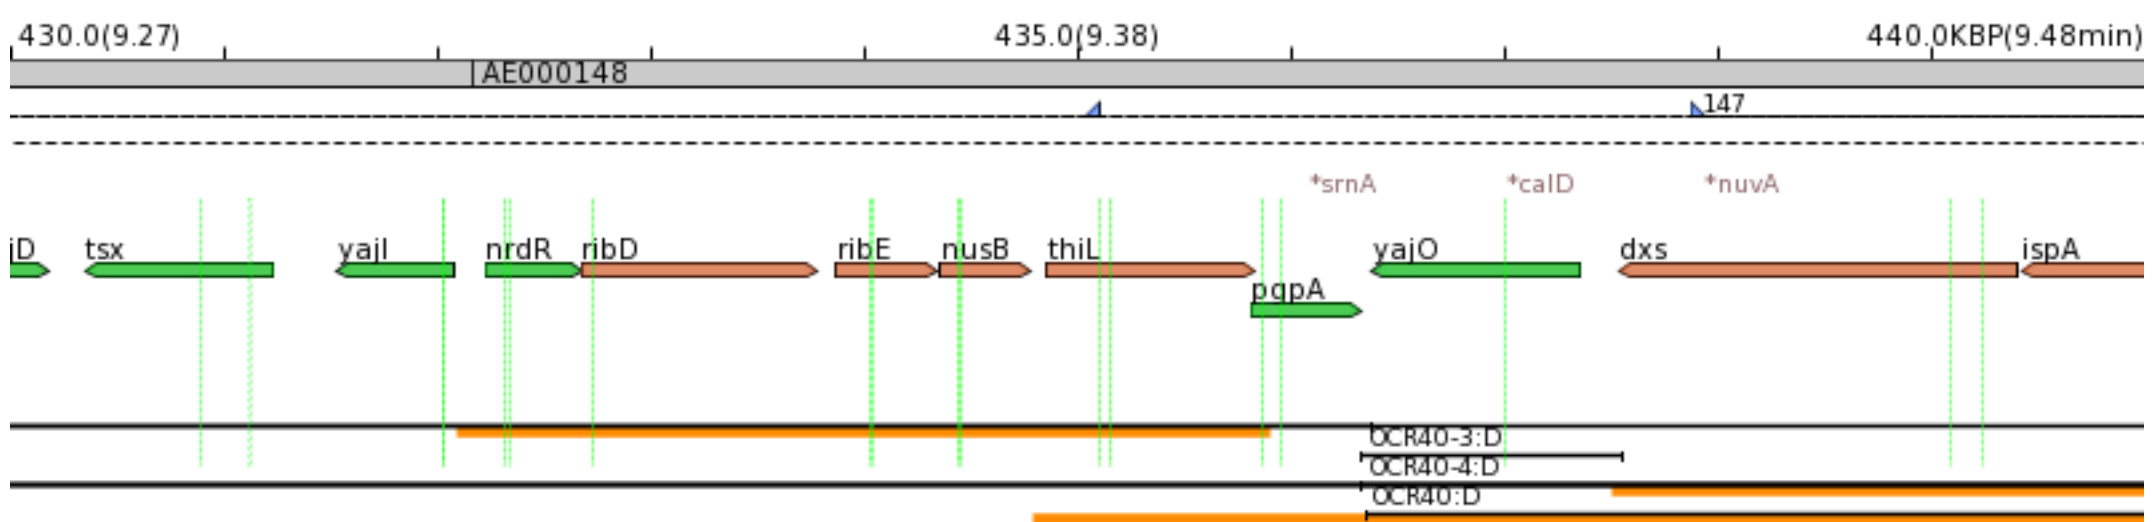 430.0(9.27) 435.0(9.38) 440.0KBP(9.48min)
AE000148
147
*srnA *calD *nuvA
jD tsx yajI nrdR ribD ribE nusB thiL yajO dxs ispA
pgpA
OCR40-3:D
OCR40-4:D
OCR40:D